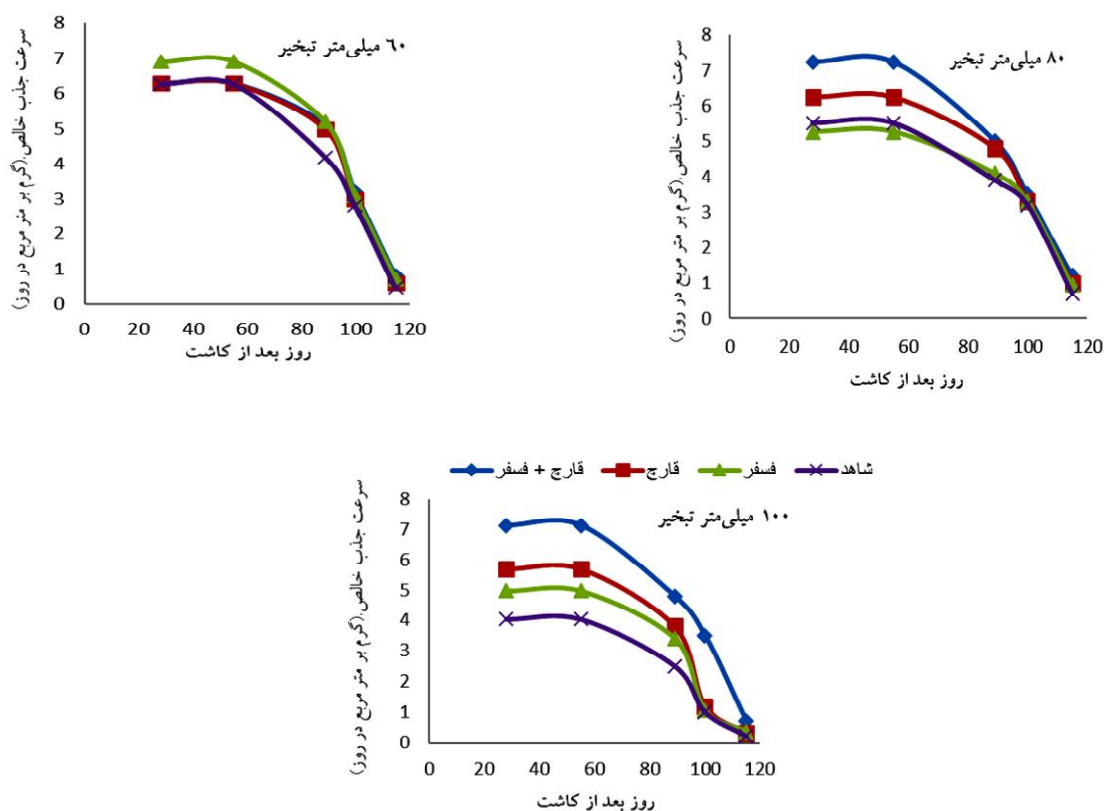 ۶۰ میلی‌متر تبخیر
سرعت جذب خالص.(گرم بر متر مربع در روز)
8
7
6
5
4
3
2
1
0
0 20 40 60 80 100 120
روز بعد از کاشت
۸۰ میلی‌متر تبخیر
سرعت جذب خالص.(گرم بر متر مربع در روز)
8
7
6
5
4
3
2
1
0
0 20 40 60 80 100 120
روز بعد از کاشت
قارچ + فسفر قارچ فسفر شاهد
۱۰۰ میلی‌متر تبخیر
سرعت جذب خالص.(گرم بر متر مربع در روز)
8
7
6
5
4
3
2
1
0
0 20 40 60 80 100 120
روز بعد از کاشت